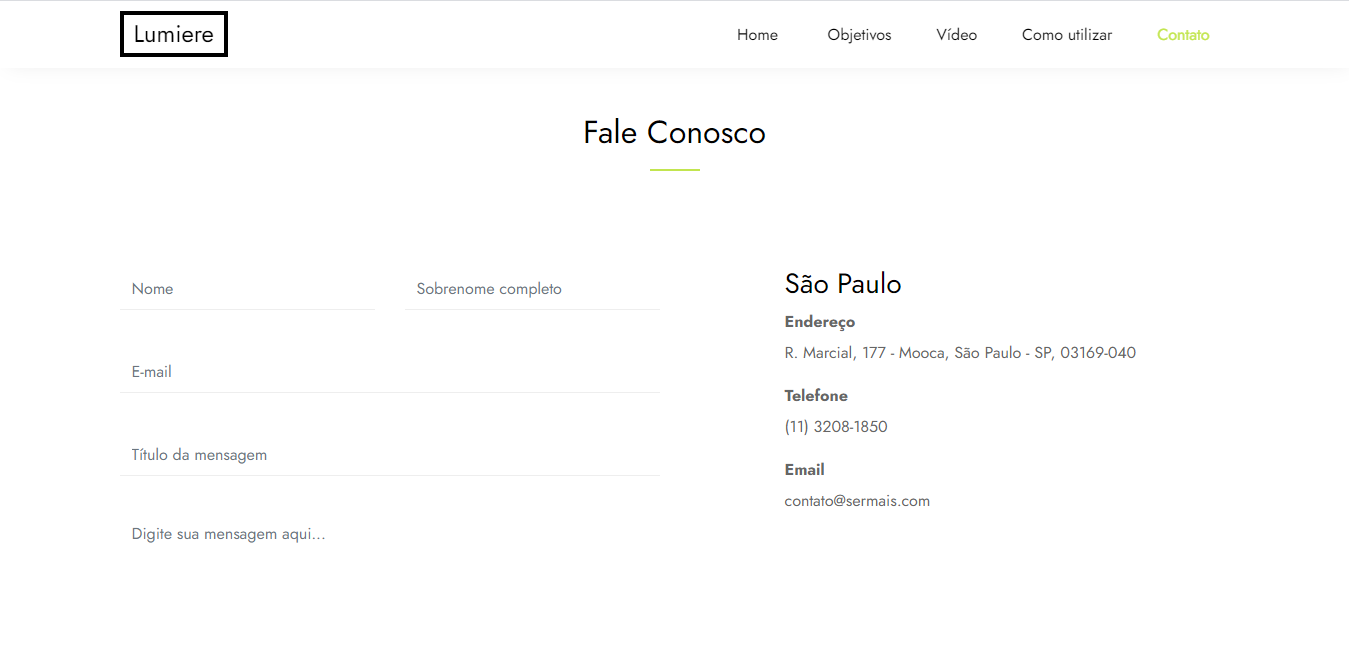 Lumiere
Home Objetivos Vídeo Como utilizar Contato
Fale Conosco
Nome
Sobrenome completo
E-mail
Título da mensagem
Digite sua mensagem aqui...
São Paulo
Endereço
R. Marcial, 177 - Mooca, São Paulo - SP, 03169-040
Telefone
(11) 3208-1850
Email
contato@sermais.com